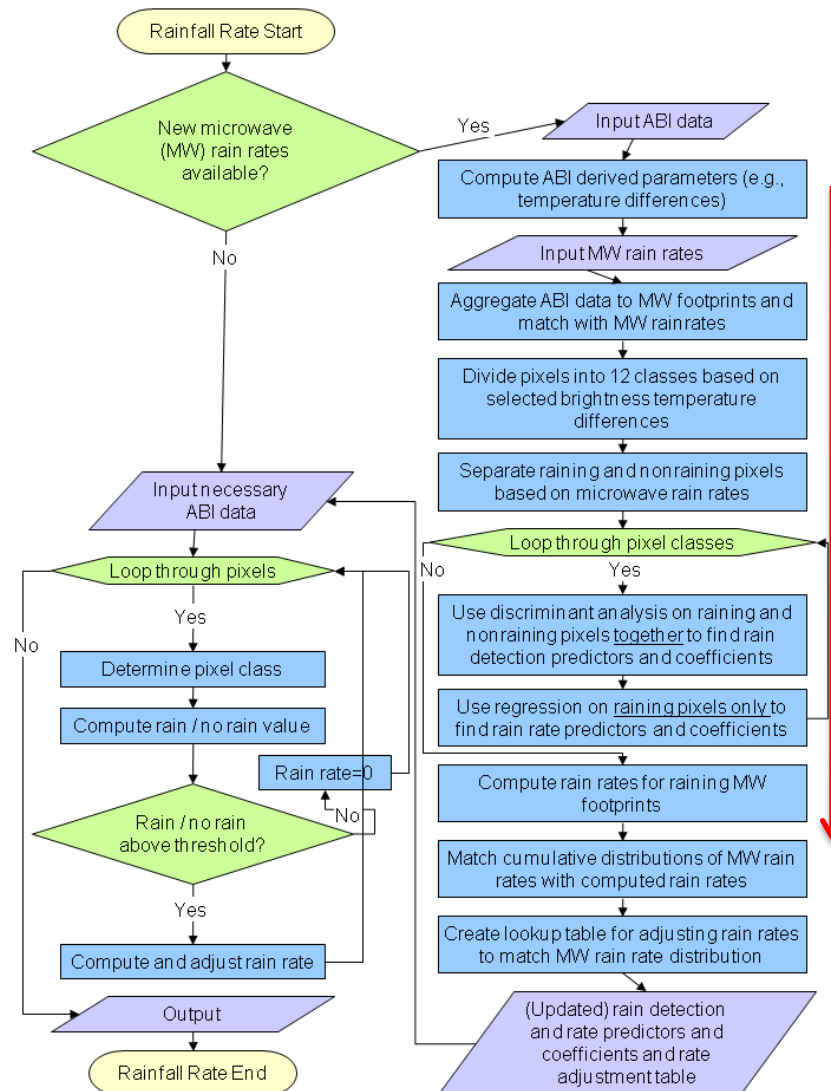 Rainfall Rate Start
New microwave
(MW) rain rates
available?
Yes
No
Input ABI data
Compute ABI derived parameters (e.g.,
temperature differences)
Input MW rain rates
Aggregate ABI data to MW footprints and
match with MW rainrates
Divide pixels into 12 classes based on
selected brightness temperature
differences
Separate raining and nonraining pixels
based on microwave rain rates
Loop through pixel classes
No
Yes
Use discriminant analysis on raining and
nonraining pixels together to find rain
detection predictors and coefficients
Use regression on raining pixels only to
find rain rate predictors and coefficients
Compute rain rates for raining MW
footprints
Match cumulative distributions of MW rain
rates with computed rain rates
Create lookup table for adjusting rain rates
to match MW rain rate distribution
(Updated) rain detection
and rate predictors and
coefficients and rate
adjustment table
Input necessary
ABI data
Loop through pixels
No
Yes
Determine pixel class
Compute rain / no rain value
Rain rate=0
No
Rain / no rain
above threshold?
Yes
Compute and adjust rain rate
Output
Rainfall Rate End